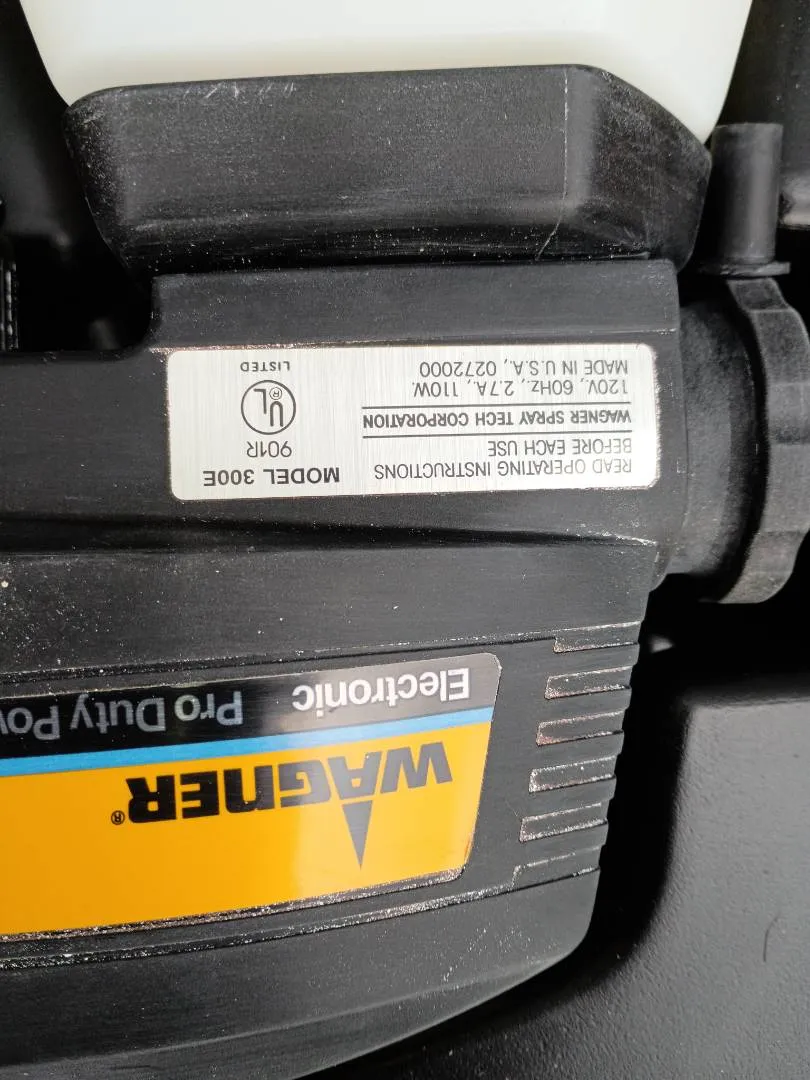 WAGNER®
Electronic Pro Duty Pow
READ OPERATING INSTRUCTIONS
BEFORE EACH USE
WAGNER SPRAY TECH CORPORATION
120V, 60Hz,, 2.7A., 110W.
MADE IN U.S.A., 0272000
MODEL 300E
901R
UL®
LISTED